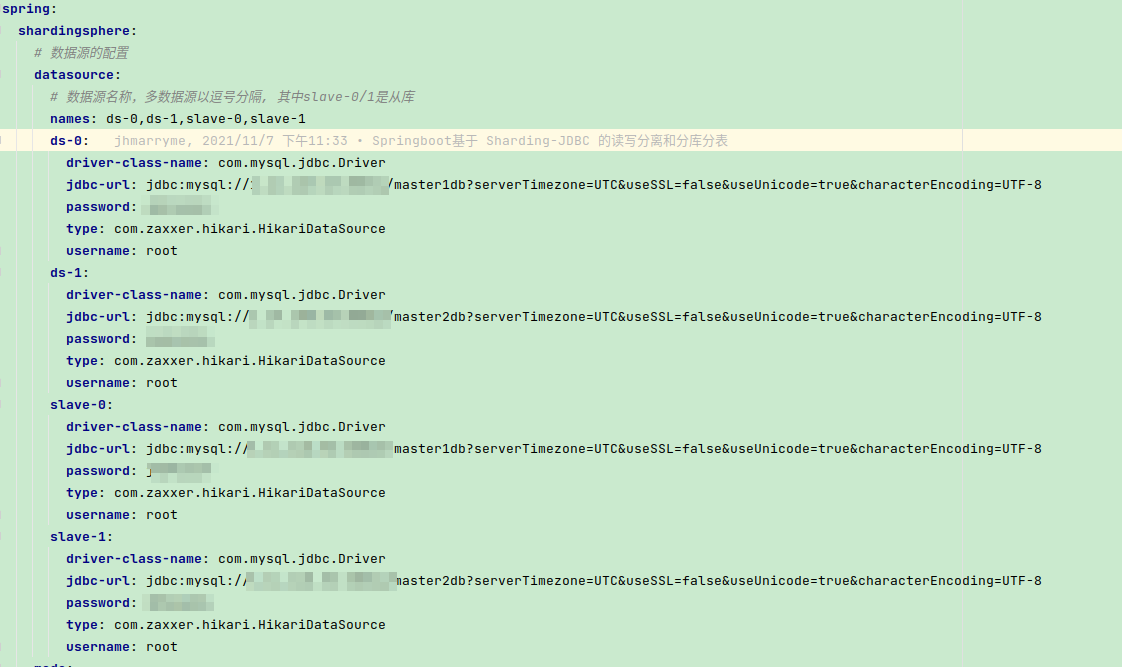 spring:
shardingsphere:
# 数据源的配置
datasource:
# 数据源名称，多数据源以逗号分隔, 其中slave-0/1是从库
names: ds-0,ds-1,slave-0,slave-1
ds-0: jhmarryme, 2021/11/7 下午11:33 • Springboot基于 Sharding-JDBC 的读写分离和分库分表
driver-class-name: com.mysql.jdbc.Driver
jdbc-url: jdbc:mysql:// /master1db?serverTimezone=UTC&useSSL=false&useUnicode=true&characterEncoding=UTF-8
password:
type: com.zaxxer.hikari.HikariDataSource
username: root
ds-1:
driver-class-name: com.mysql.jdbc.Driver
jdbc-url: jdbc:mysql:// /master2db?serverTimezone=UTC&useSSL=false&useUnicode=true&characterEncoding=UTF-8
password:
type: com.zaxxer.hikari.HikariDataSource
username: root
slave-0:
driver-class-name: com.mysql.jdbc.Driver
jdbc-url: jdbc:mysql:// master1db?serverTimezone=UTC&useSSL=false&useUnicode=true&characterEncoding=UTF-8
password:
type: com.zaxxer.hikari.HikariDataSource
username: root
slave-1:
driver-class-name: com.mysql.jdbc.Driver
jdbc-url: jdbc:mysql:// master2db?serverTimezone=UTC&useSSL=false&useUnicode=true&characterEncoding=UTF-8
password:
type: com.zaxxer.hikari.HikariDataSource
username: root